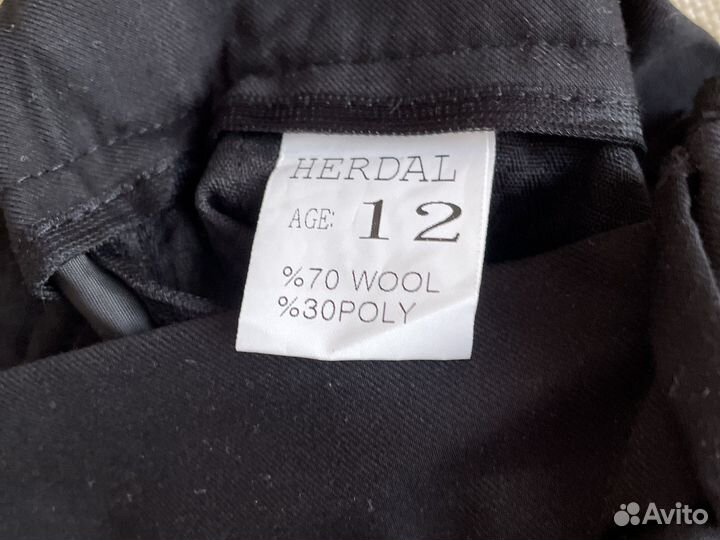 HERDAL
AGE: 12
%70 WOOL
%30POLY
Avito